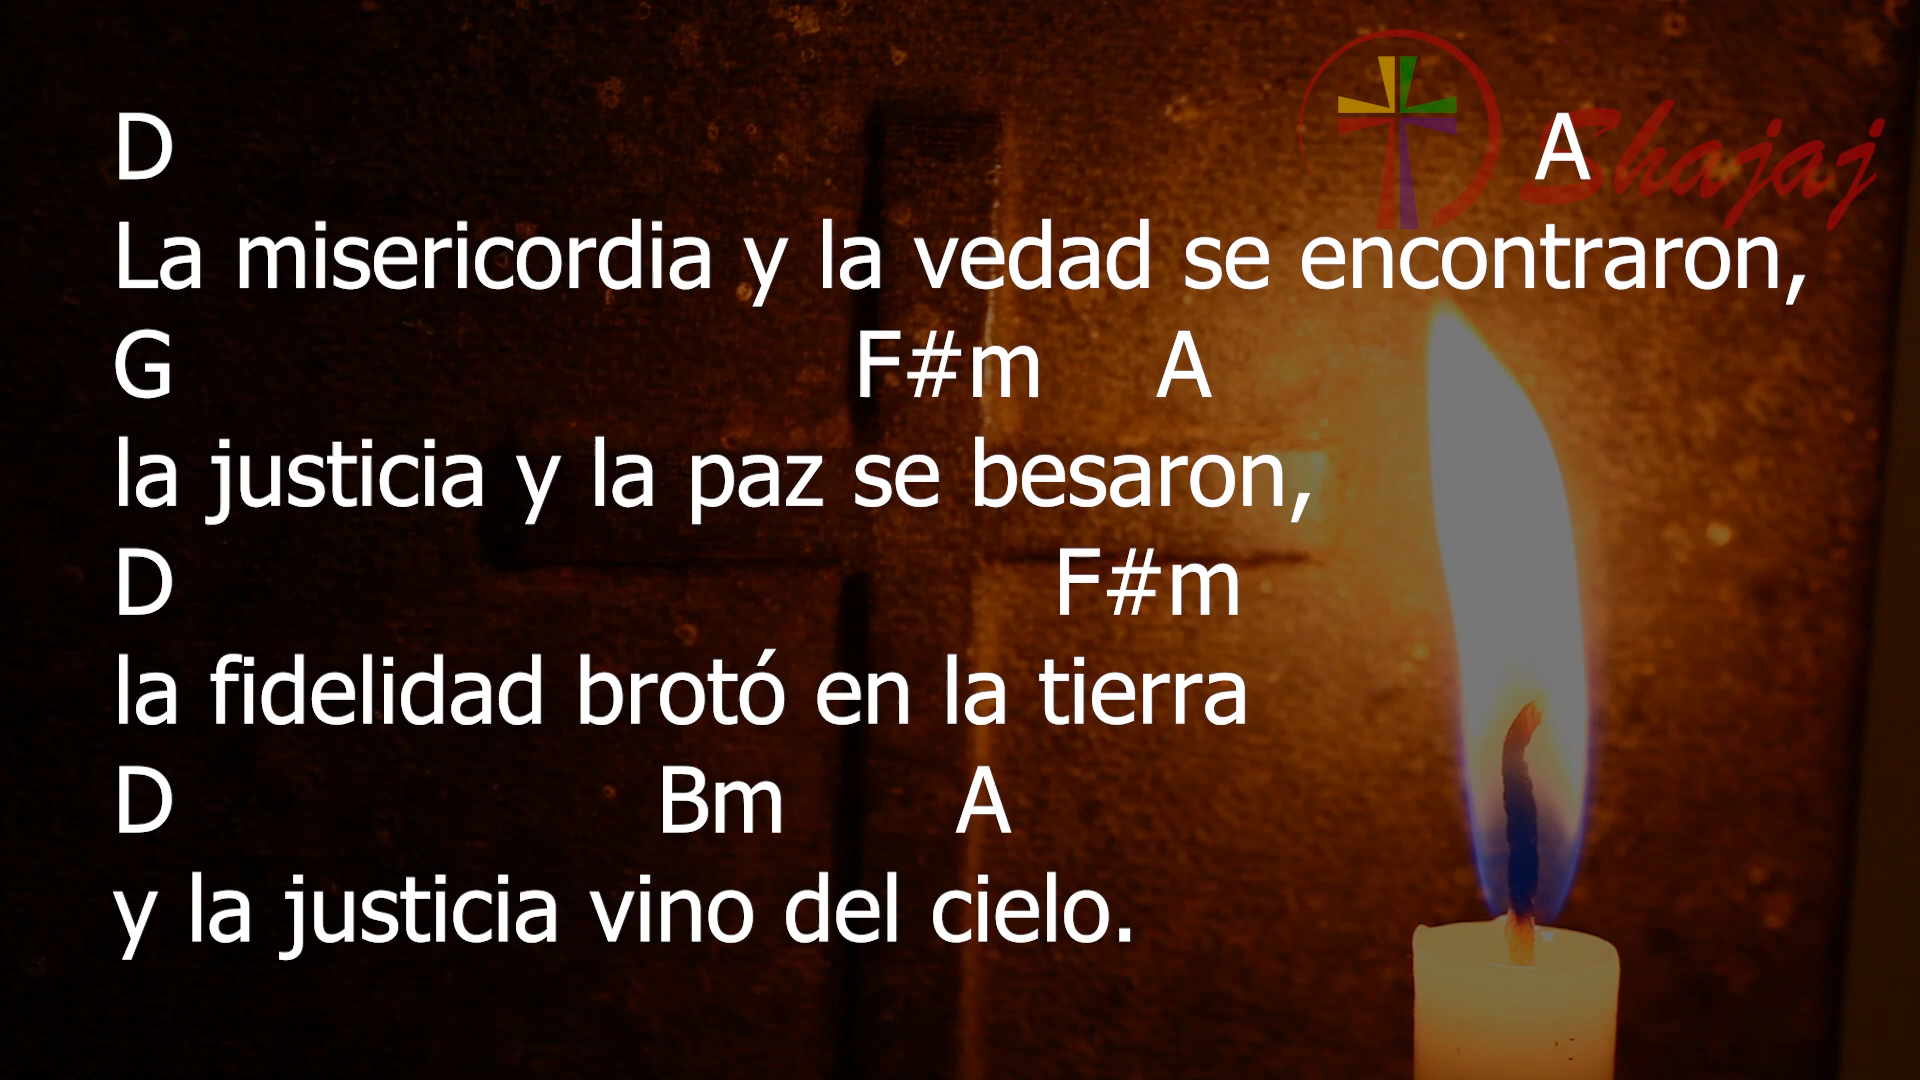 Shajaj
D A
La misericordia y la vedad se encontraron,
G F#m A
la justicia y la paz se besaron,
D F#m
la fidelidad brotó en la tierra
D Bm A
y la justicia vino del cielo.